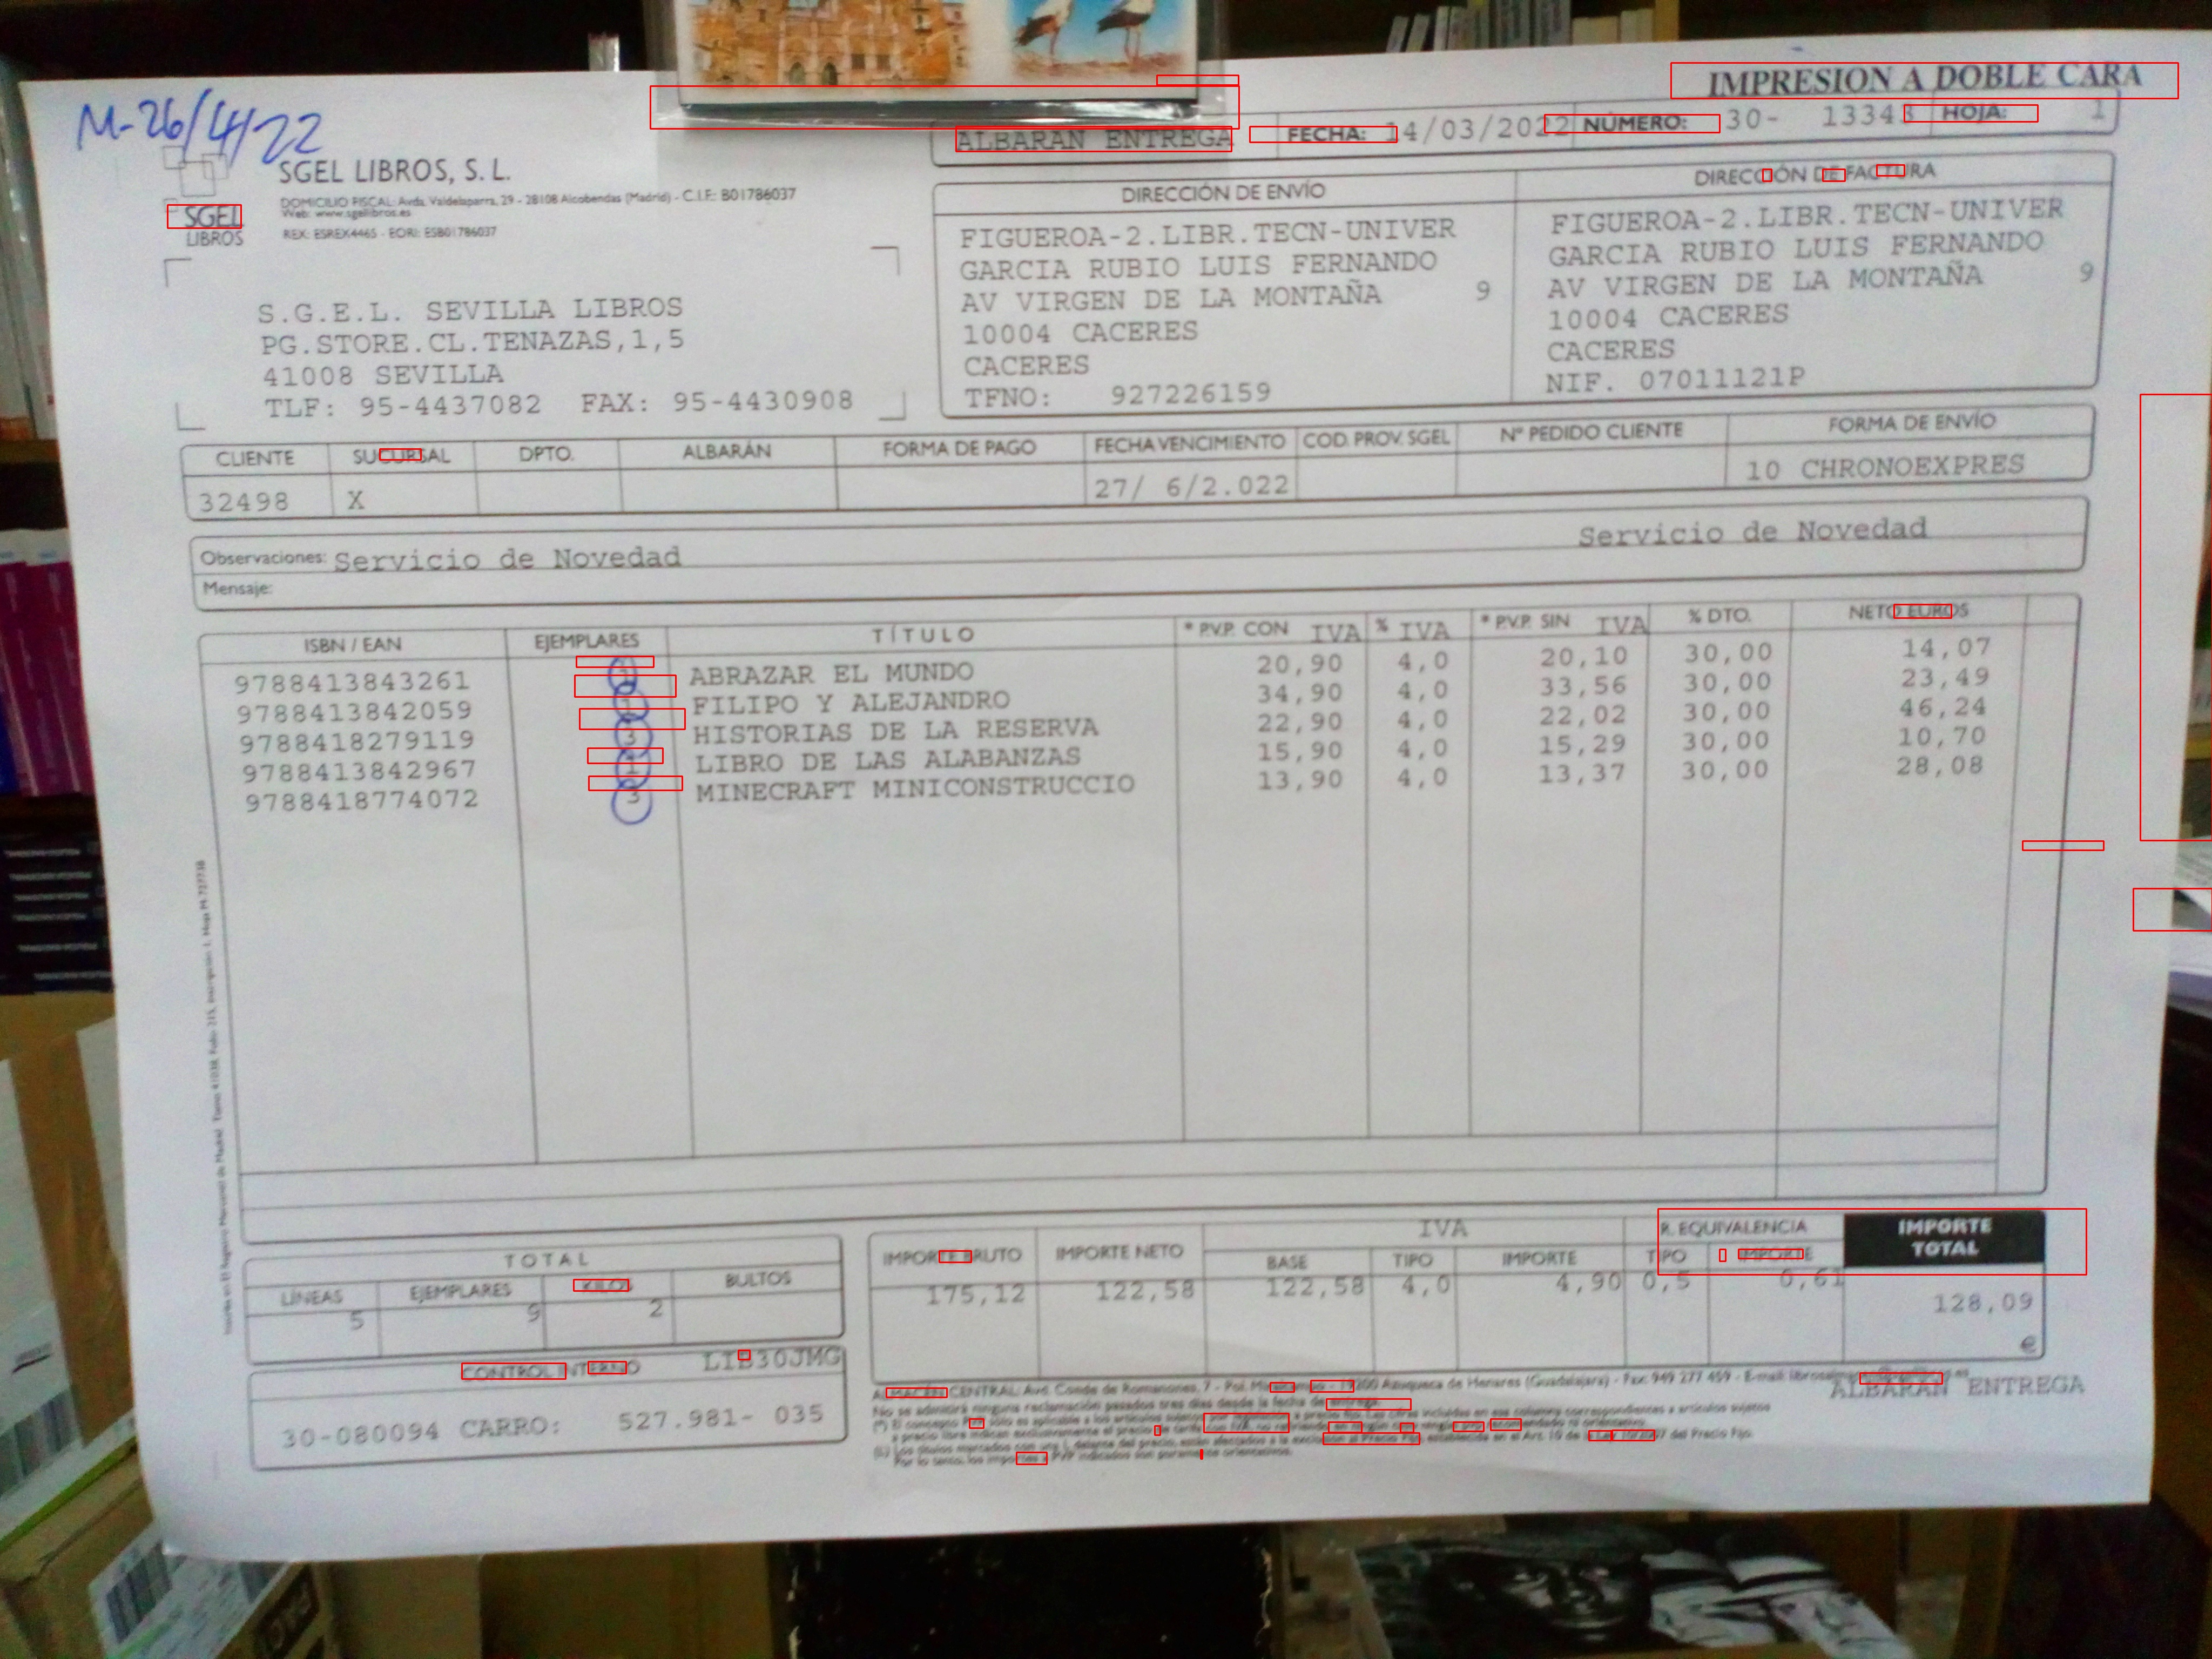 IMPRESION A DOBLE CARA
M-26/4/22
ALBARAN ENTREGA FECHA: 14/03/2022 NÚMERO: 30- 13343 HOJA: 1
SGEL LIBROS, S.L.
DOMICILIO FISCAL: Avda. Valdelaparra, 29 - 28108 Alcobendas (Madrid) - C.I.F.: B01786037
Web: www.sgellibros.es
REX: ESREX4465 - EORI: ESB01786037
SGEL
LIBROS
S.G.E.L. SEVILLA LIBROS
PG.STORE.CL.TENAZAS,1,5
41008 SEVILLA
TLF: 95-4437082 FAX: 95-4430908
DIRECCIÓN DE ENVÍO
FIGUEROA-2.LIBR.TECN-UNIVER
GARCIA RUBIO LUIS FERNANDO
AV VIRGEN DE LA MONTAÑA 9
10004 CACERES
CACERES
TFNO: 927226159
DIRECCIÓN DE FACTURA
FIGUEROA-2.LIBR.TECN-UNIVER
GARCIA RUBIO LUIS FERNANDO
AV VIRGEN DE LA MONTAÑA 9
10004 CACERES
CACERES
NIF. 07011121P
CLIENTE SUCURSAL DPTO. ALBARÁN FORMA DE PAGO FECHA VENCIMIENTO COD. PROV. SGEL Nº PEDIDO CLIENTE FORMA DE ENVÍO
32498 X 27/ 6/2.022 10 CHRONOEXPRES
Observaciones: Servicio de Novedad Servicio de Novedad
Mensaje:
ISBN / EAN EJEMPLARES TÍTULO * P.V.P. CON IVA % IVA * P.V.P. SIN IVA % DTO. NETO EUROS
9788413843261 ABRAZAR EL MUNDO 20,90 4,0 20,10 30,00 14,07
9788413842059 1 FILIPO Y ALEJANDRO 34,90 4,0 33,56 30,00 23,49
9788418279119 3 HISTORIAS DE LA RESERVA 22,90 4,0 22,02 30,00 46,24
9788413842967 1 LIBRO DE LAS ALABANZAS 15,90 4,0 15,29 30,00 10,70
9788418774072 3 MINECRAFT MINICONSTRUCCIO 13,90 4,0 13,37 30,00 28,08
TOTAL
LÍNEAS EJEMPLARES KILOS BULTOS
5 9 2
IMPORTE BRUTO IMPORTE NETO IVA R. EQUIVALENCIA IMPORTE TOTAL
BASE TIPO IMPORTE TIPO IMPORTE
175,12 122,58 122,58 4,0 4,90 0,5 0,61 128,09
€
CONTROL INTERNO LIB30JMG
30-080094 CARRO: 527.981- 035
ALMACÉN CENTRAL: Avd. Conde de Romanones, 7 - Pol. Miralcampo - 19200 Azuqueca de Henares (Guadalajara) - Fax: 949 277 459 - E-mail:
ALBARAN ENTREGA
No se admitirá ninguna reclamación pasados tres días desde la fecha de entrega.